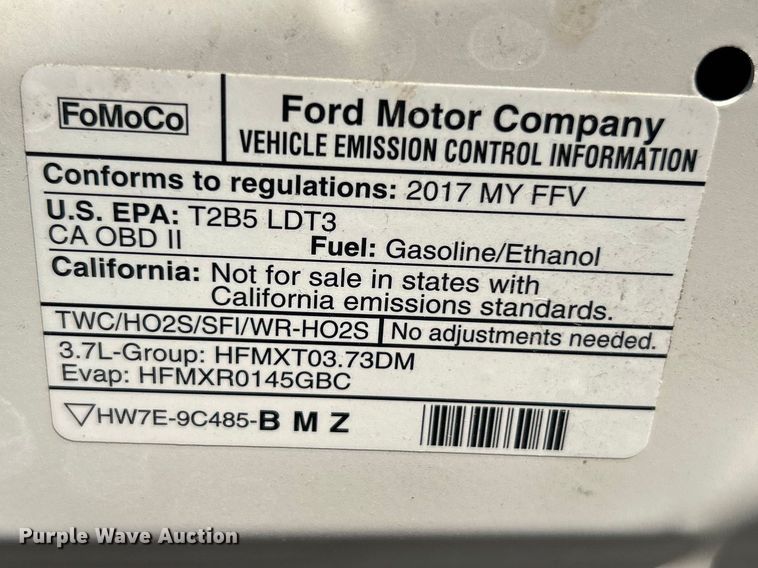 FoMoCo
Ford Motor Company
VEHICLE EMISSION CONTROL INFORMATION
Conforms to regulations: 2017 MY FFV
U.S. EPA: T2B5 LDT3
CA OBD II Fuel: Gasoline/Ethanol
California: Not for sale in states with
California emissions standards.
TWC/HO2S/SFI/WR-HO2S No adjustments needed.
3.7L-Group: HFMXT03.73DM
Evap: HFMXR0145GBC
HW7E-9C485-B M Z
Purple Wave Auction